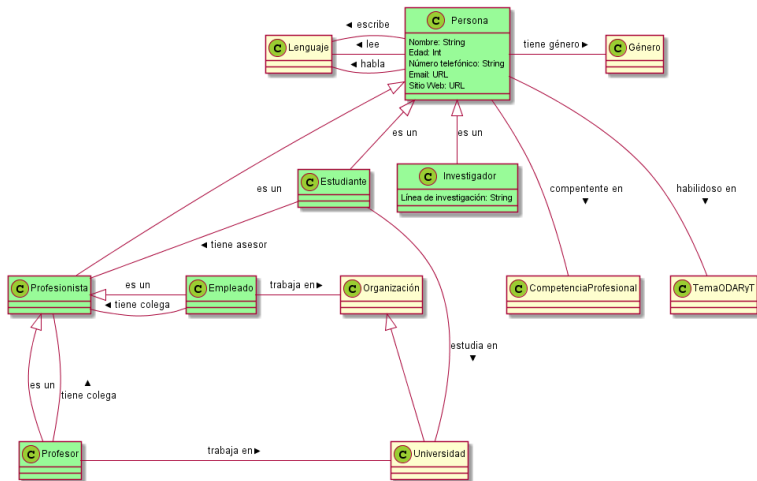 C Persona
◄ escribe
◄ lee
◄ habla
C Lenguaje
Nombre: String
Edad: Int
Número telefónico: String
Email: URL
Sitio Web: URL
tiene género►
C Género
es un
es un
es un
C Estudiante
C Investigador
Línea de investigación: String
compentente en
▼
habilidoso en
▼
◄ tiene asesor
C Profesionista
es un
◄ tiene colega
C Empleado
trabaja en►
C Organización
C CompetenciaProfesional
C TemaODARyT
estudia en
▼
es un
▲
tiene colega
C Profesor
trabaja en►
C Universidad